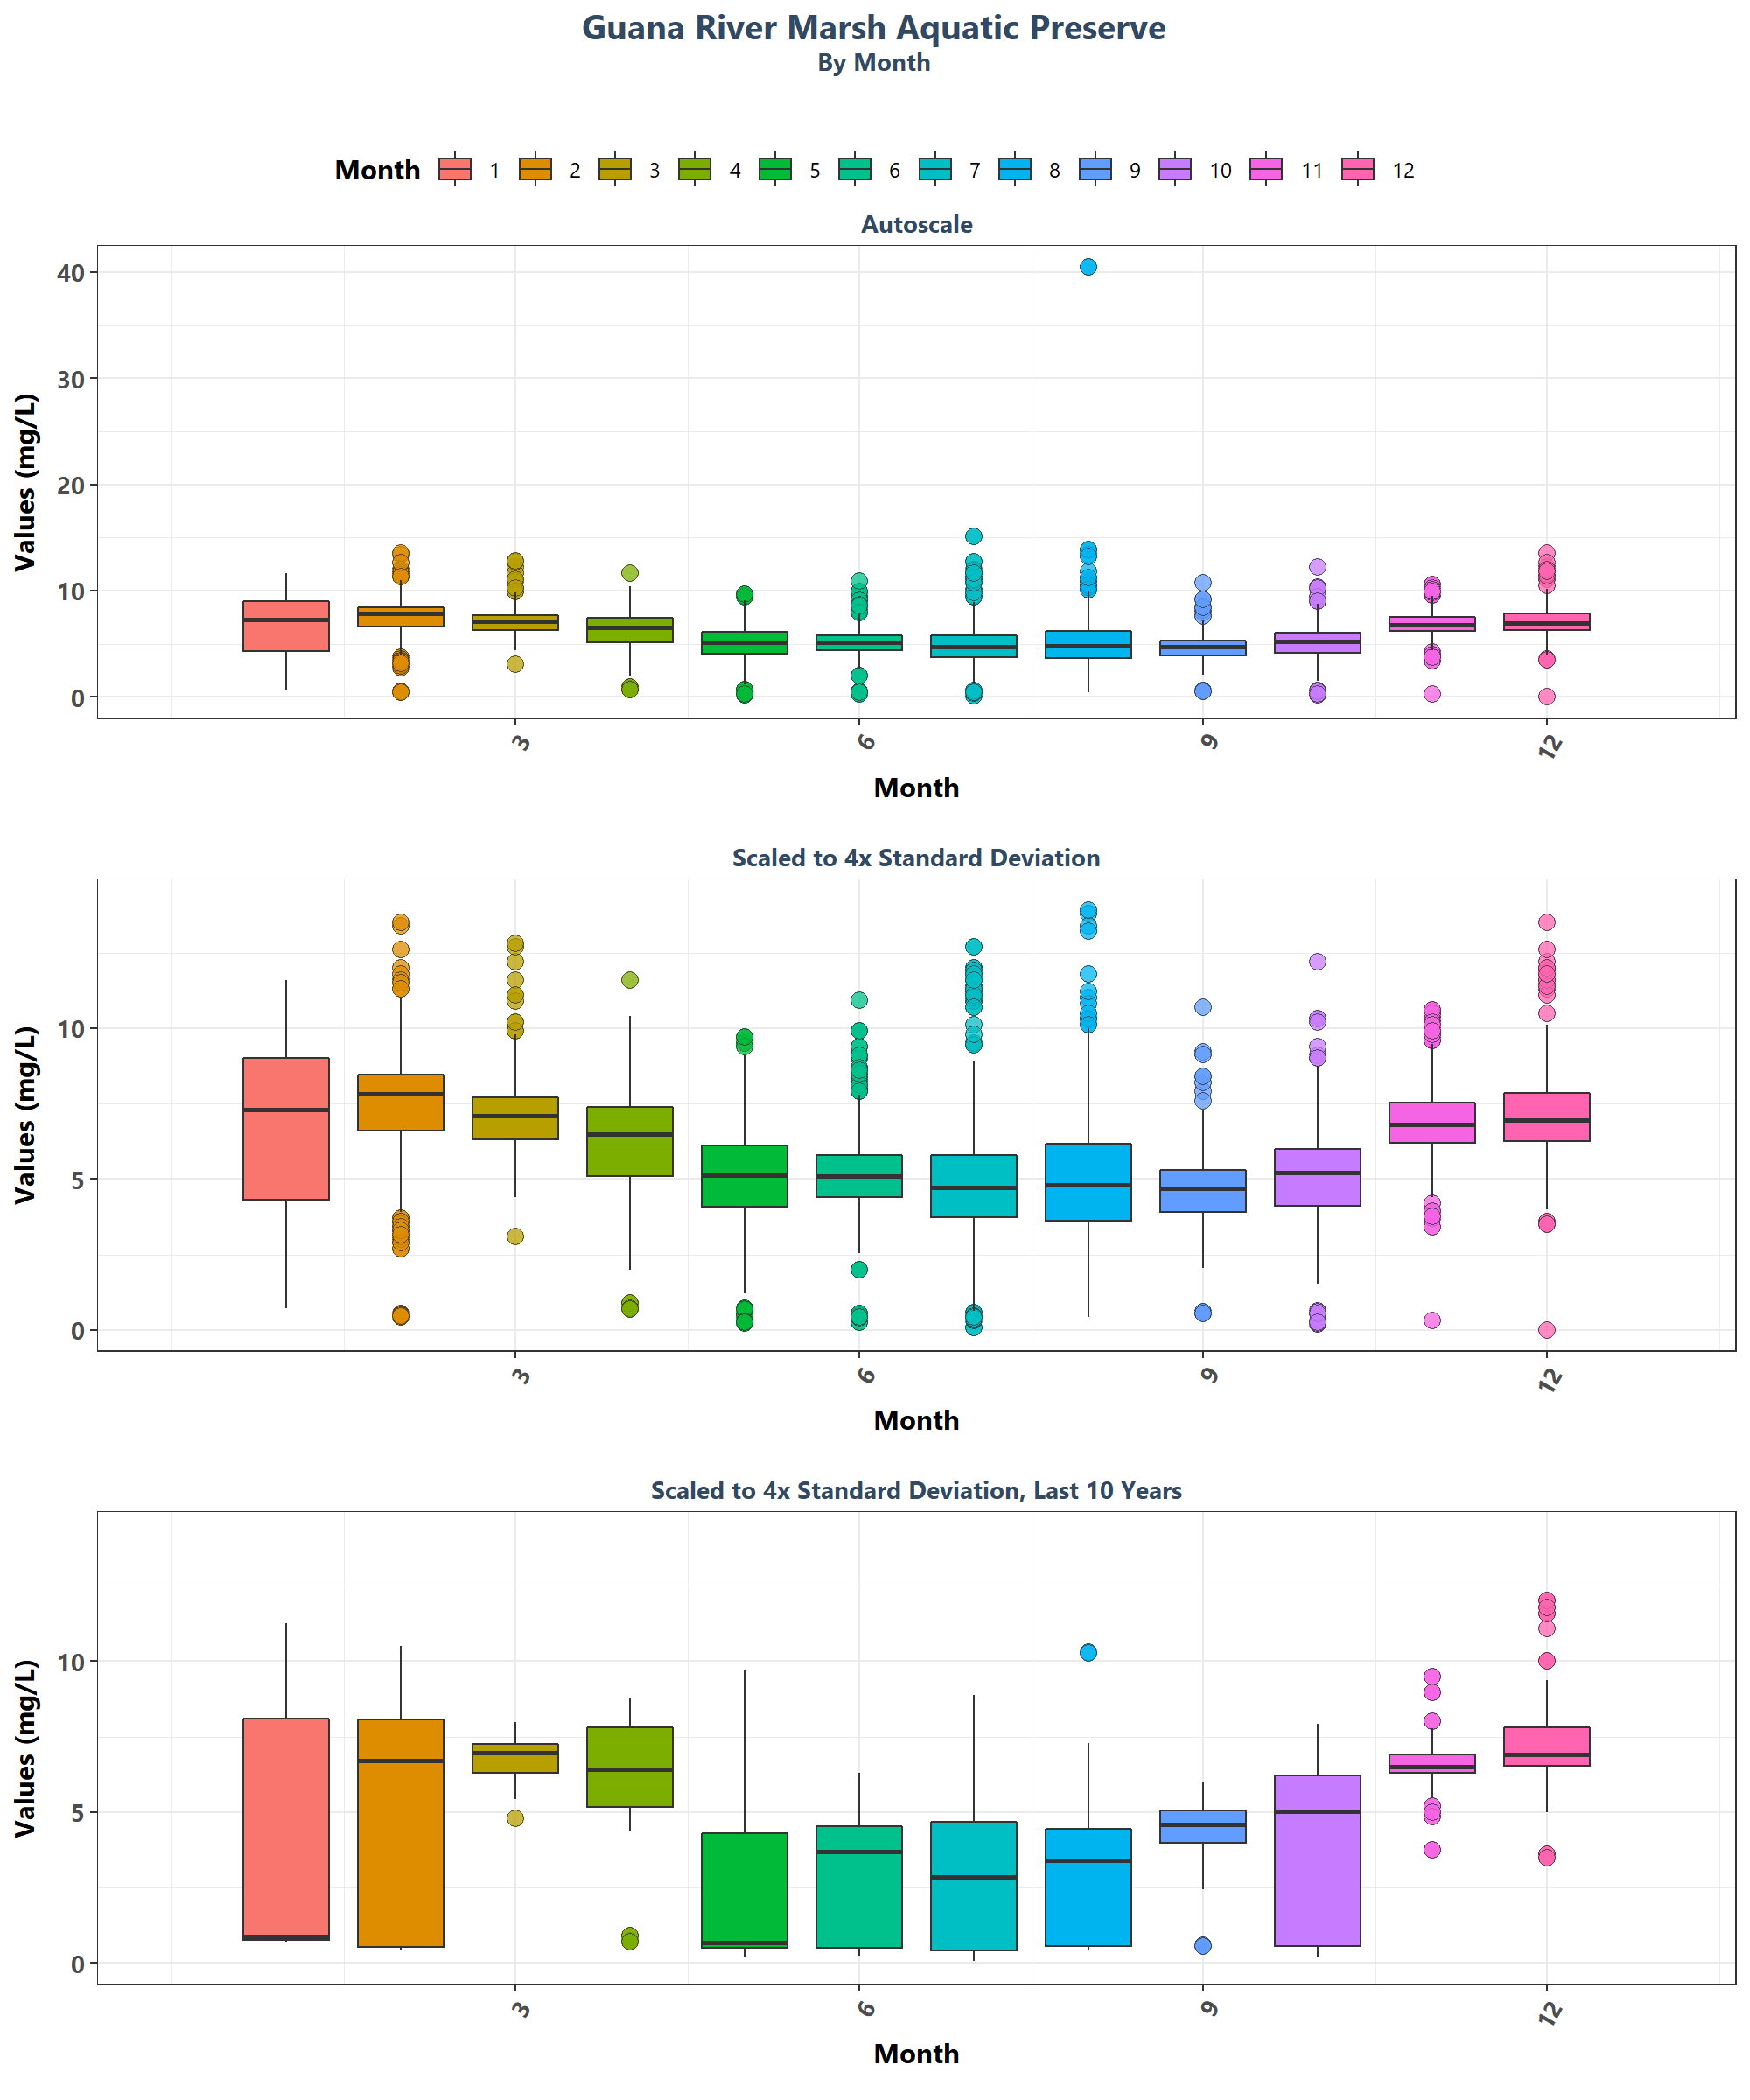 Guana River Marsh Aquatic Preserve
By Month
Month 1 2 3 4 5 6 7 8 9 10 11 12
Autoscale
Values (mg/L)
40
30
20
10
0
3 6 9 12
Month
Scaled to 4x Standard Deviation
Values (mg/L)
10
5
0
3 6 9 12
Month
Scaled to 4x Standard Deviation, Last 10 Years
Values (mg/L)
10
5
0
3 6 9 12
Month